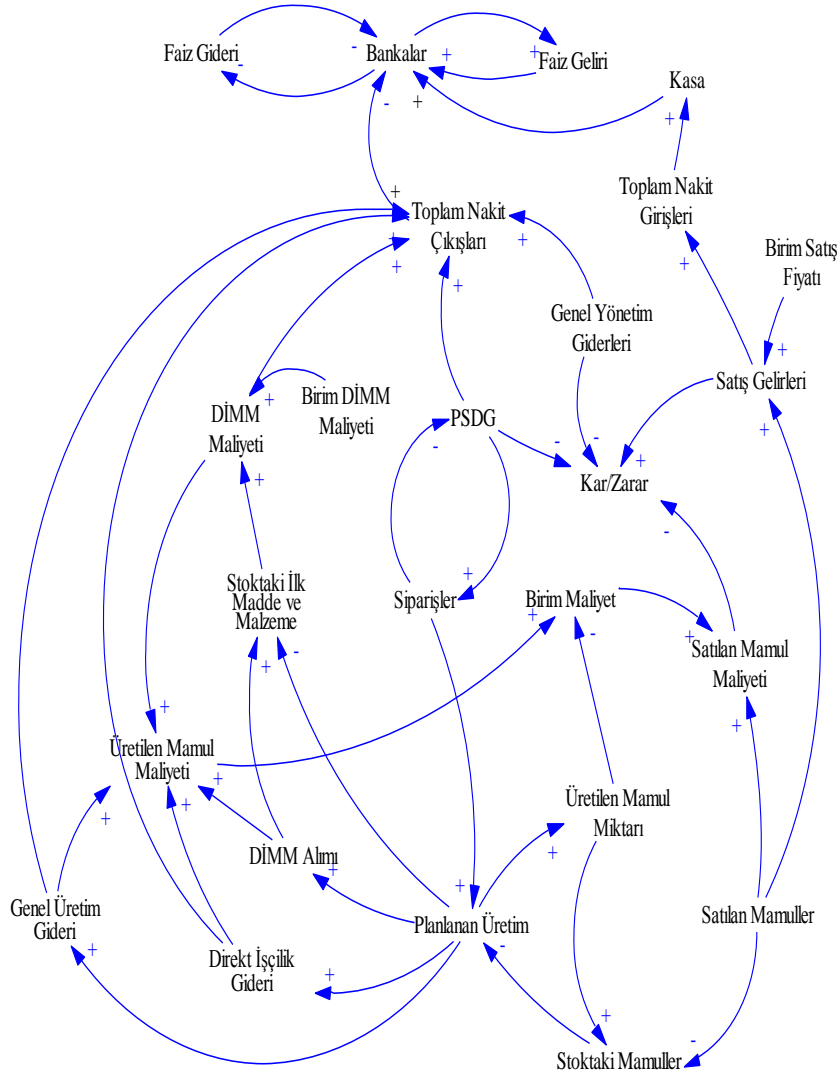 Faiz Gideri
Bankalar
Faiz Geliri
Kasa
Toplam Nakit
Girişleri
Toplam Nakit
Çıkışları
Birim Satış
Fiyatı
Genel Yönetim
Giderleri
Satış Gelirleri
Birim DİMM
Maliyeti
DİMM
Maliyeti
PSDG
Kar/Zarar
Stoktaki İlk
Madde ve
Malzeme
Siparişler
Birim Maliyet
Satılan Mamul
Maliyeti
Üretilen Mamul
Maliyeti
Üretilen Mamul
Miktarı
DİMM Alımı
Genel Üretim
Gideri
Planlanan Üretim
Satılan Mamuller
Direkt İşçilik
Gideri
Stoktaki Mamuller